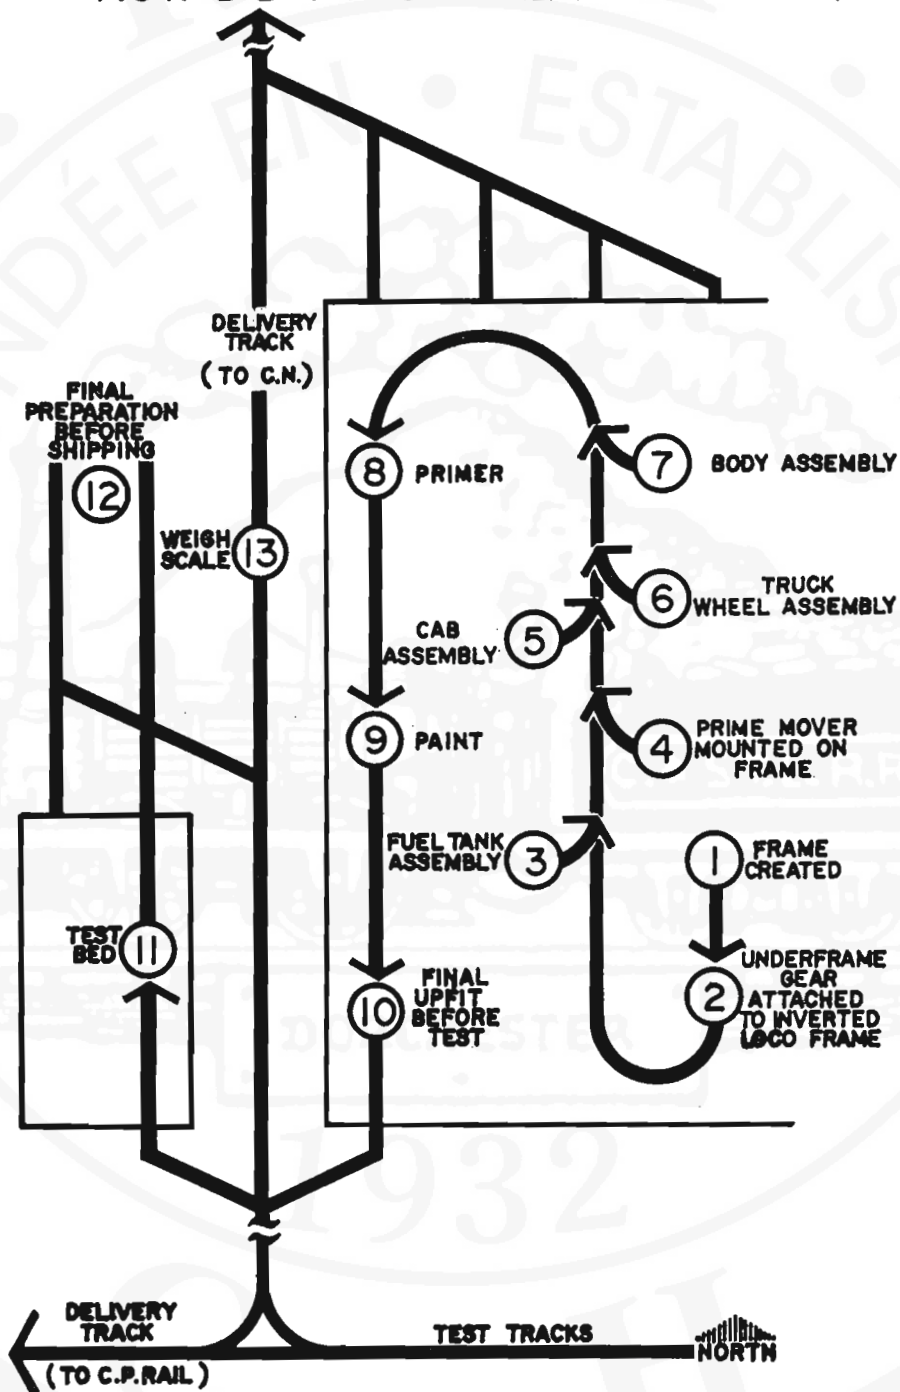 DELIVERY
TRACK
(TO C.N.)
FINAL
PREPARATION
BEFORE
SHIPPING
12
WEIGH
SCALE
13
8
PRIMER
7
BODY ASSEMBLY
6
TRUCK
WHEEL ASSEMBLY
CAB
ASSEMBLY
5
9
PAINT
4
PRIME MOVER
MOUNTED ON
FRAME
FUEL TANK
ASSEMBLY
3
1
FRAME
CREATED
TEST
BED
11
10
FINAL
UPFIT
BEFORE
TEST
2
UNDERFRAME
GEAR
ATTACHED
TO INVERTED
LOCO FRAME
DELIVERY
TRACK
(TO C.P. RAIL)
TEST TRACKS
NORTH
1932